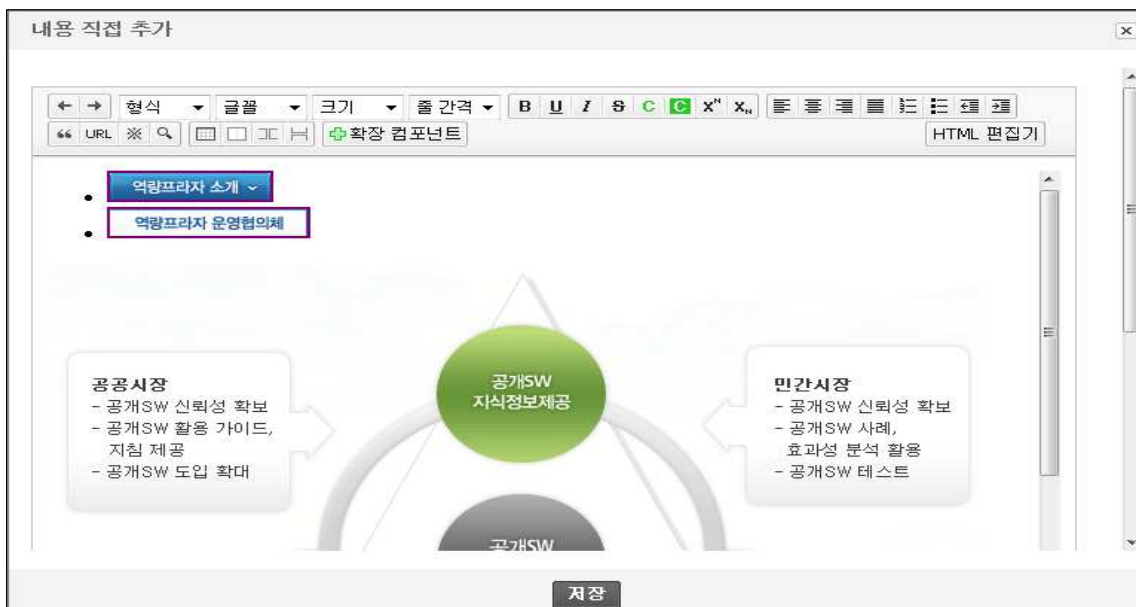 내용 직접 추가
형식 글꼴 크기 줄 간격 B U I S C C Xᴺ Xɴ
“ URL ※ 확장 컴포넌트 HTML 편집기
역량프라자 소개
역량프라자 운영협의체
공개SW
지식정보제공
공공시장
- 공개SW 신뢰성 확보
- 공개SW 활용 가이드,
지침 제공
- 공개SW 도입 확대
민간시장
- 공개SW 신뢰성 확보
- 공개SW 사례,
효과성 분석 활용
- 공개SW 테스트
공개SW
저장